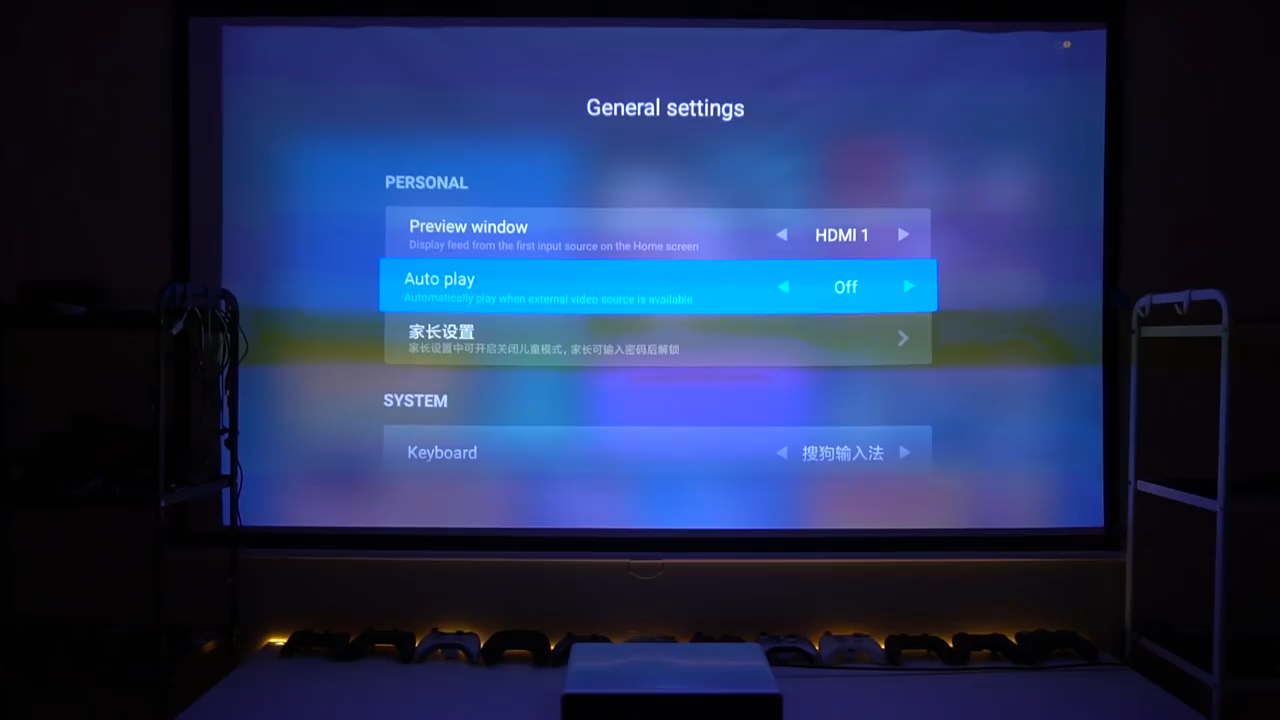 General settings
PERSONAL
Preview window
HDMI 1
Display feed from the first input source on the Home screen
Auto play
Off
Automatically play when external video source is available
家长设置
家长设置中可开启关闭儿童模式，家长可输入密码后解锁
SYSTEM
Keyboard
搜狗输入法